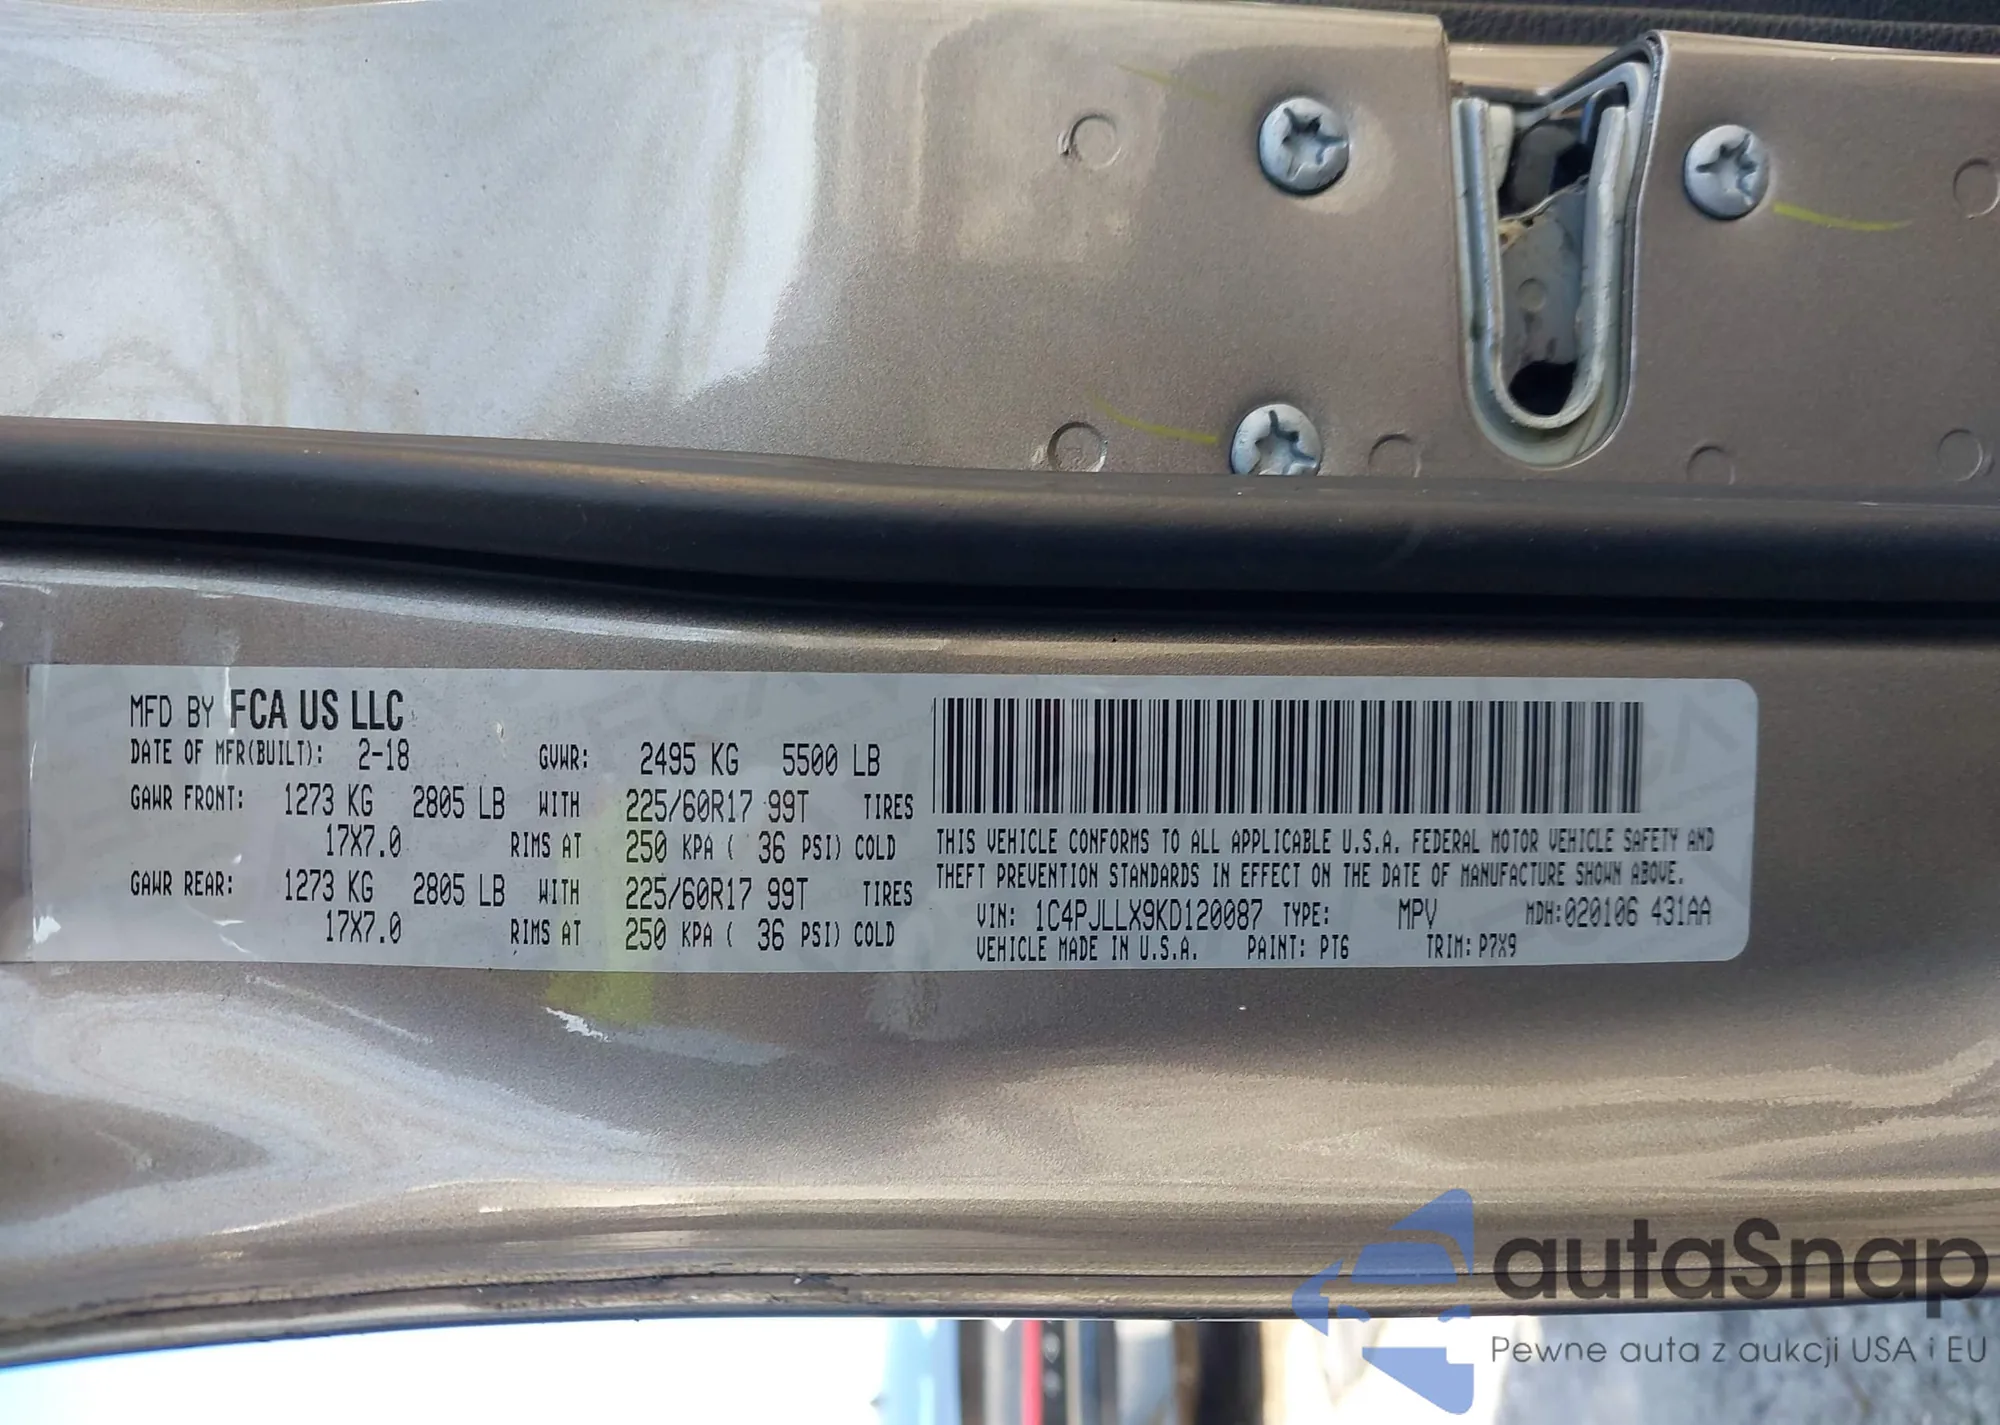 MFD BY FCA US LLC
DATE OF MFR(BUILT): 2-18 GVWR: 2495 KG 5500 LB
GAWR FRONT: 1273 KG 2805 LB WITH 225/60R17 99T TIRES
17X7.0 RIMS AT 250 KPA ( 36 PSI) COLD
GAWR REAR: 1273 KG 2805 LB WITH 225/60R17 99T TIRES
17X7.0 RIMS AT 250 KPA ( 36 PSI) COLD
THIS VEHICLE CONFORMS TO ALL APPLICABLE U.S.A. FEDERAL MOTOR VEHICLE SAFETY AND
THEFT PREVENTION STANDARDS IN EFFECT ON THE DATE OF MANUFACTURE SHOWN ABOVE.
VIN: 1C4PJLLX9KD120087 TYPE: MPV MDH:020106 431AA
VEHICLE MADE IN U.S.A. PAINT: PT6 TRIM: P7X9
autaSnap
Pewne auta z aukcji USA i EU